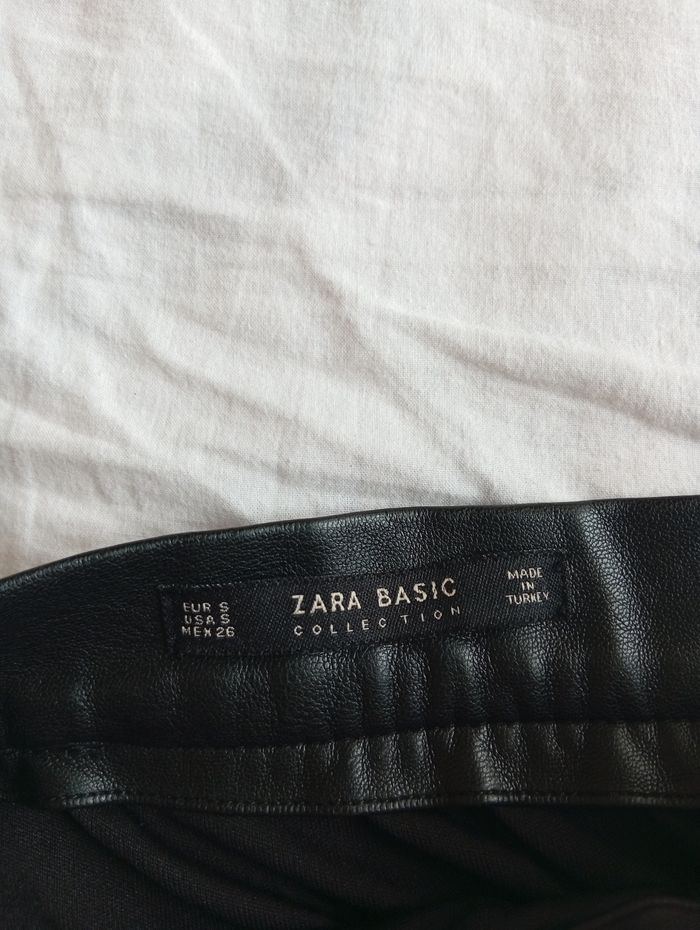 EUR S
USA S
MEX 26
ZARA BASIC
COLLECTION
MADE
IN
TURKEY